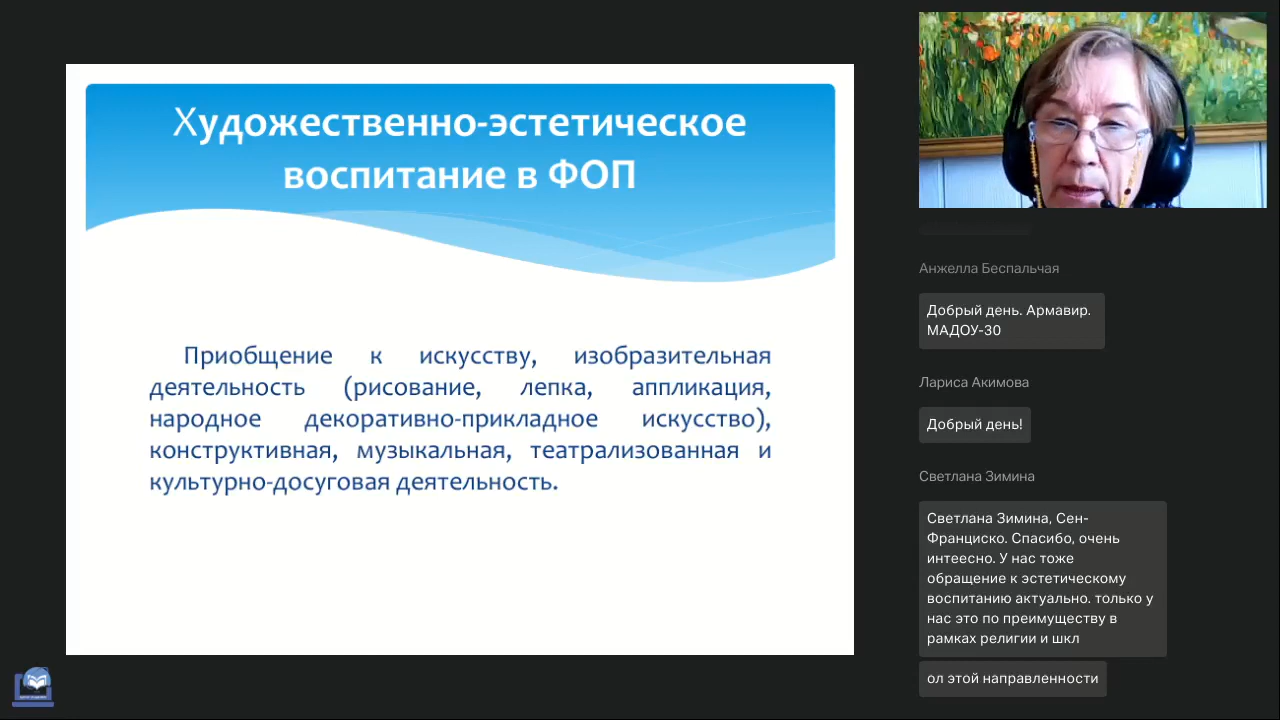 Художественно-эстетическое
воспитание в ФОП
Приобщение к искусству, изобразительная
деятельность (рисование, лепка, аппликация,
народное декоративно-прикладное искусство),
конструктивная, музыкальная, театрализованная и
культурно-досуговая деятельность.
Анжелла Беспальчая
Добрый день. Армавир.
МАДОУ-30
Лариса Акимова
Добрый день!
Светлана Зимина
Светлана Зимина, Сен-
Франциско. Спасибо, очень
интеесно. У нас тоже
обращение к эстетическому
воспитанию актуально. только у
нас это по преимуществу в
рамках религии и шкл
ол этой направленности